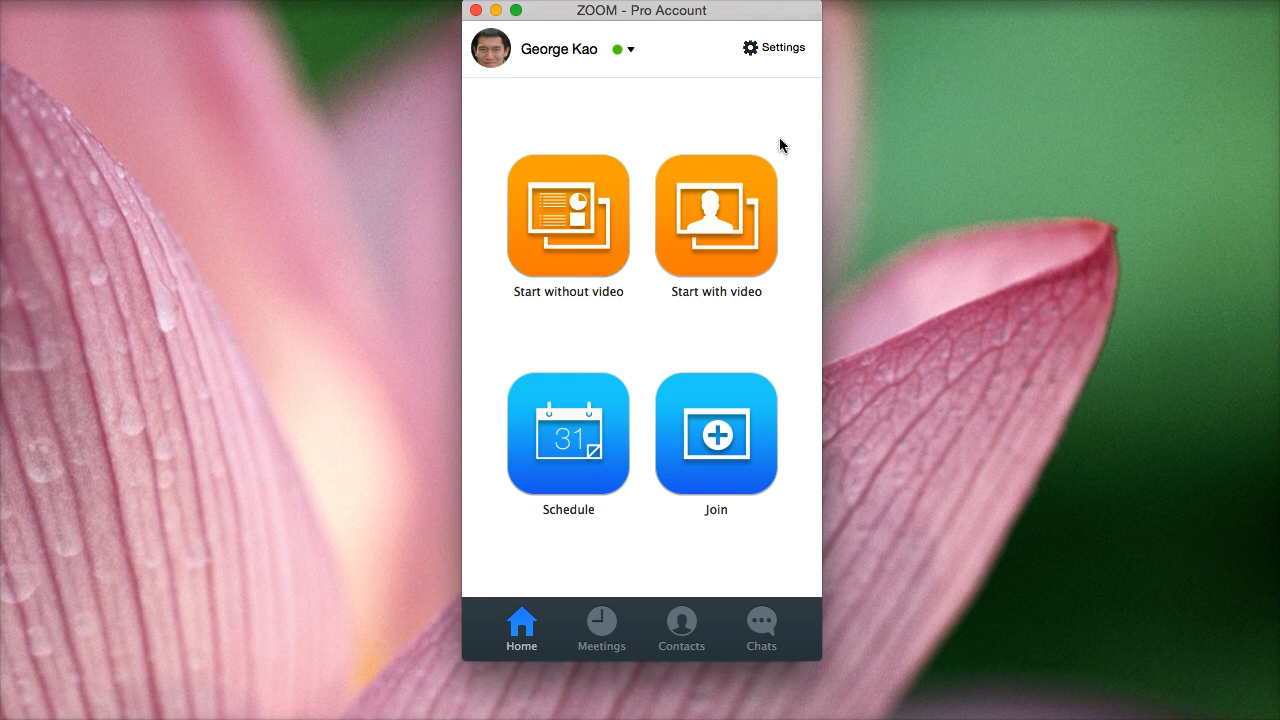 ZOOM - Pro Account
George Kao
Settings
Start without video
Start with video
31
Schedule
Join
Home
Meetings
Contacts
Chats